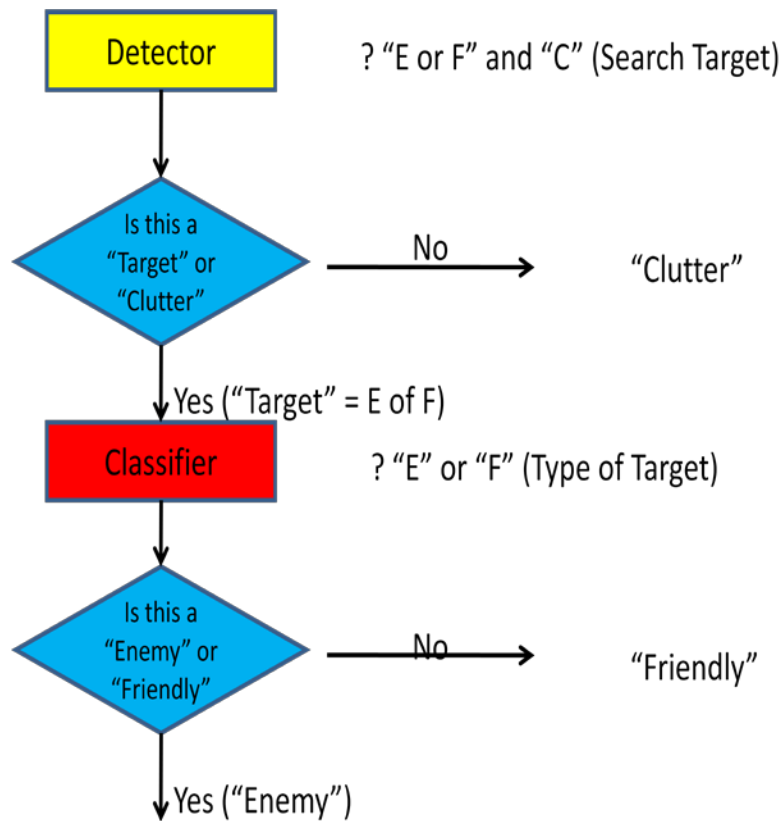 Detector
? “E or F” and “C” (Search Target)
Is this a
“Target” or
“Clutter”
No
“Clutter”
Yes (“Target” = E of F)
Classifier
? “E” or “F” (Type of Target)
Is this a
“Enemy” or
“Friendly”
No
“Friendly”
Yes (“Enemy”)